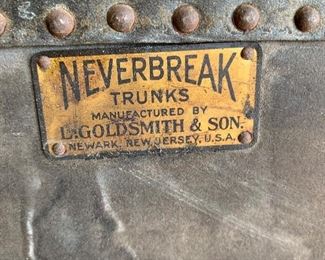 NEVERBREAK
TRUNKS
MANUFACTURED BY
L. GOLDSMITH & SON.
NEWARK, NEW JERSEY, U.S.A.